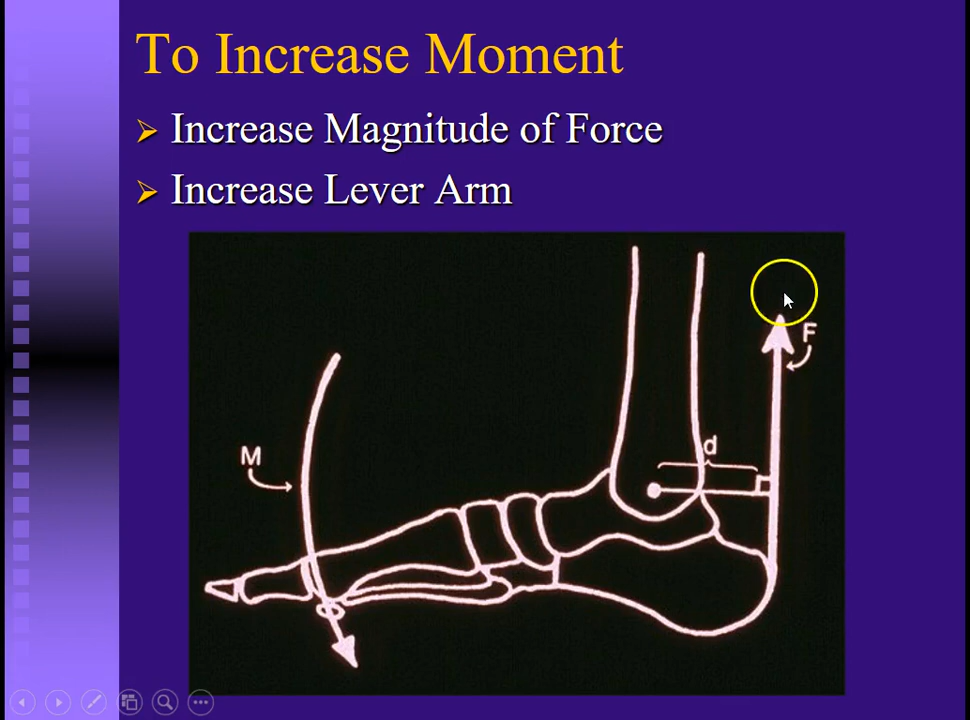 To Increase Moment
Increase Magnitude of Force
Increase Lever Arm
F
d
M